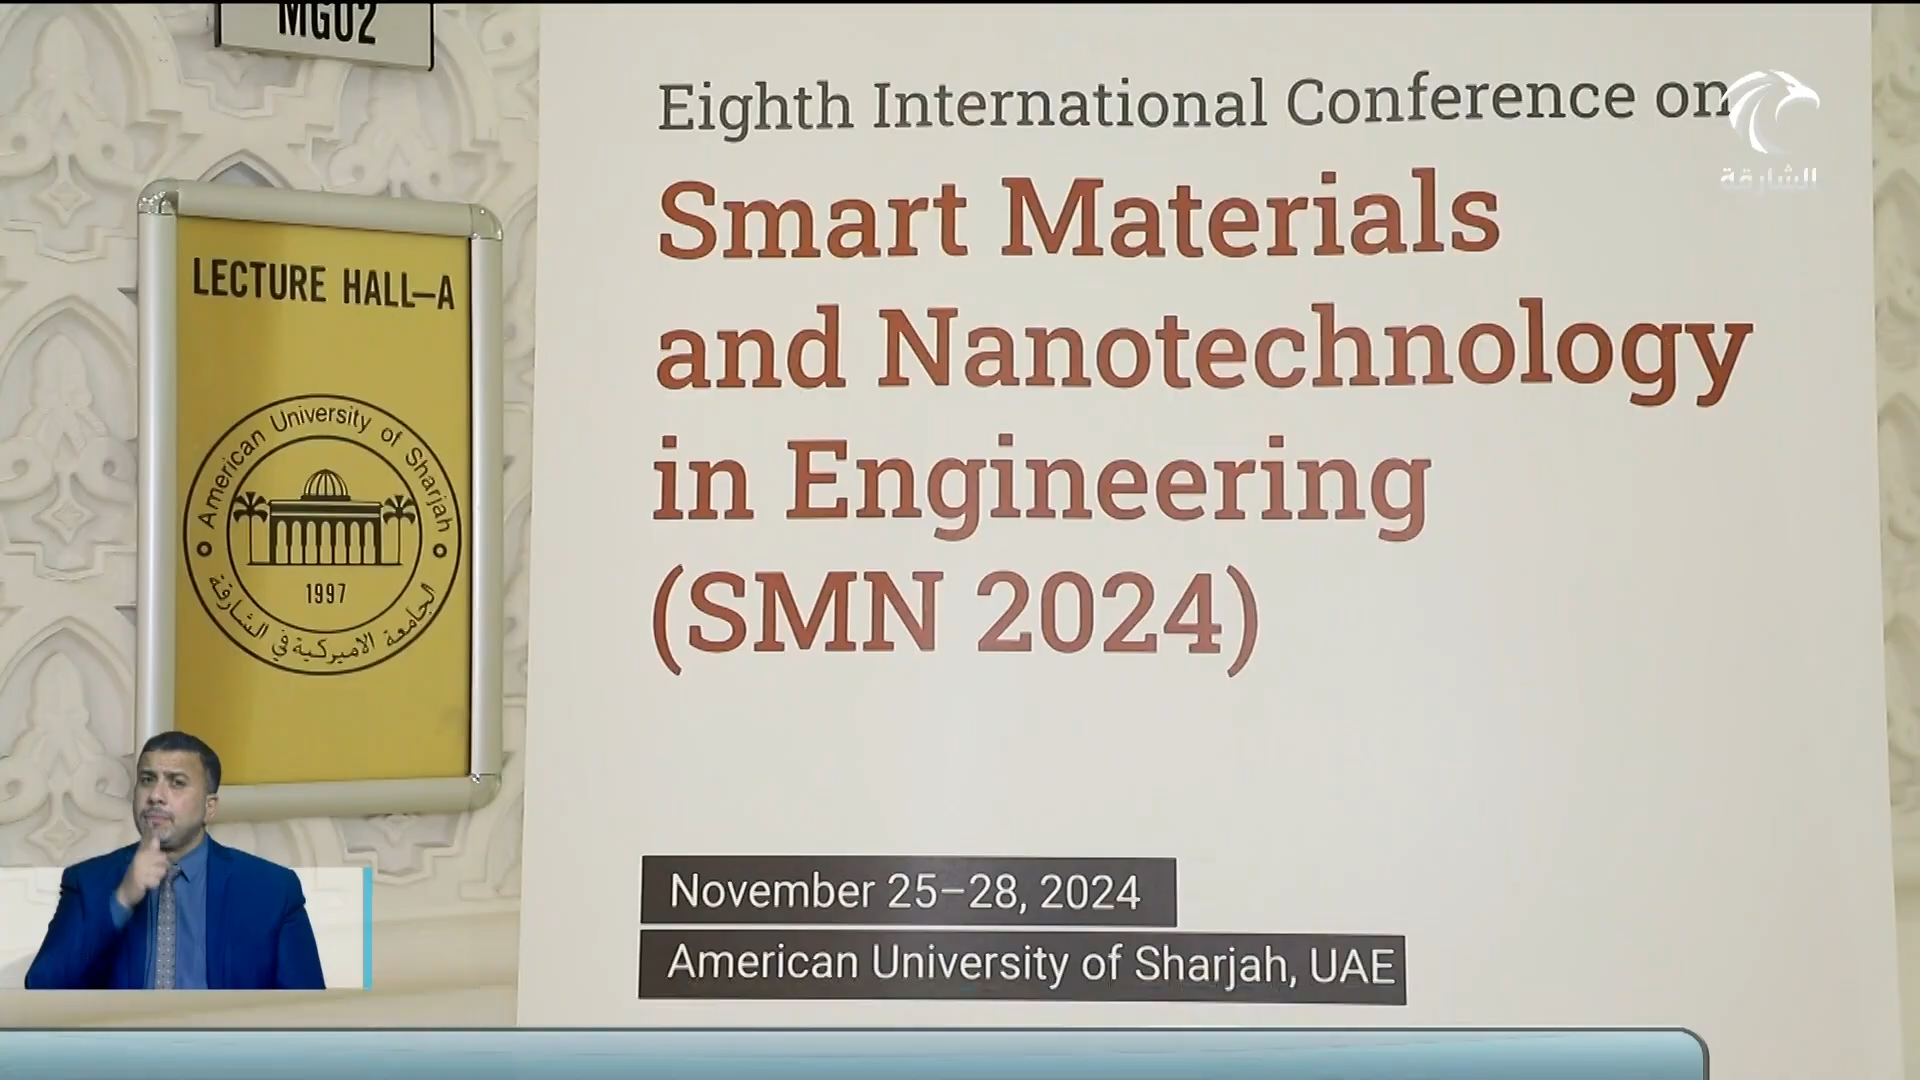 MG02
LECTURE HALL–A
American University of Sharjah
1997
الجامعة الاميركية في الشارقة
Eighth International Conference on
Smart Materials
and Nanotechnology
in Engineering
(SMN 2024)
November 25–28, 2024
American University of Sharjah, UAE
الشارقة